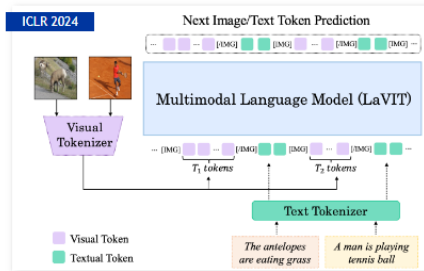 ICLR 2024
Next Image/Text Token Prediction
... ... [/IMG] [IMG] ... [/IMG] [IMG] ...
Multimodal Language Model (LaVIT)
Visual
Tokenizer
... [IMG] ... [/IMG] [IMG] ... [/IMG] ...
T₁ tokens
T₂ tokens
Text Tokenizer
Visual Token
Textual Token
The antelopes
are eating grass
A man is playing
tennis ball